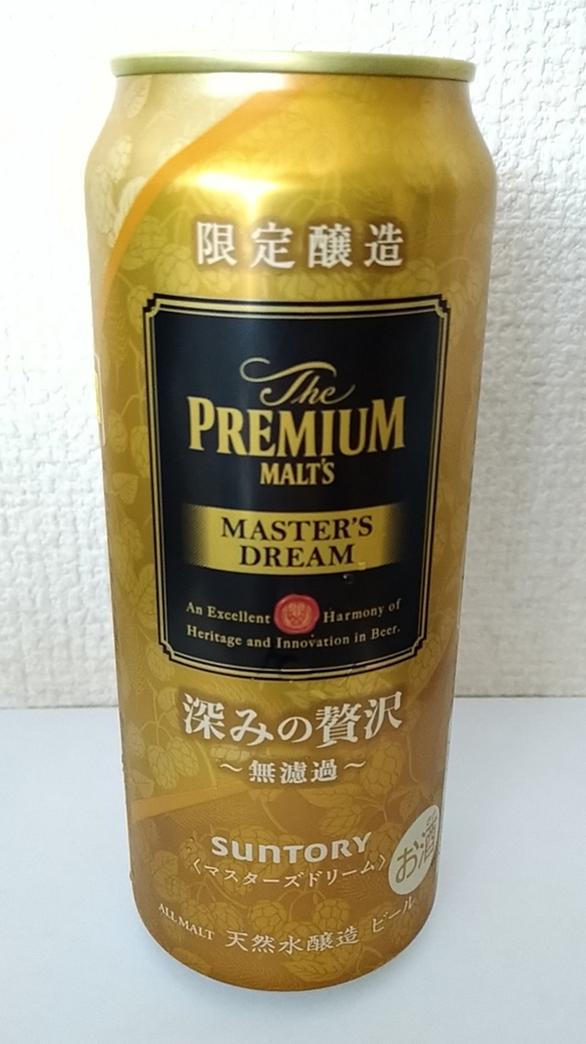 限定醸造
The
PREMIUM
MALT'S
MASTER'S
DREAM
An Excellent Harmony of
Heritage and Innovation in Beer.
深みの贅沢
～無濾過～
SUNTORY
〈マスターズドリーム〉
お酒
ALL MALT 天然水醸造 ビール